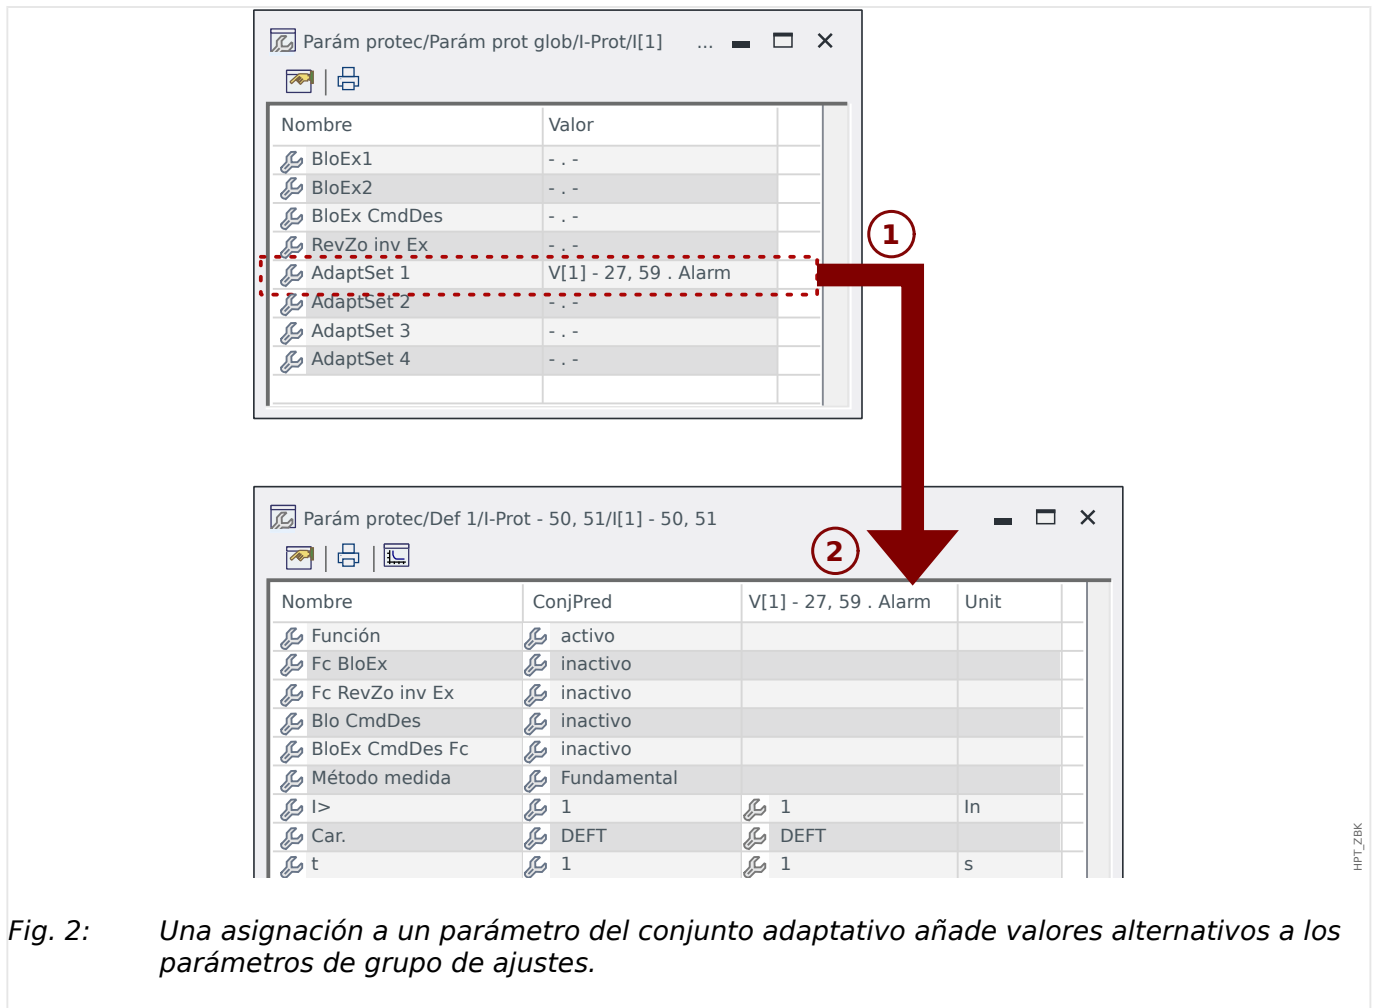 Parám protec/Parám prot glob/I-Prot/I[1] ...
Nombre Valor
BloEx1 - . -
BloEx2 - . -
BloEx CmdDes - . -
RevZo inv Ex - . -
AdaptSet 1 V[1] - 27, 59 . Alarm
AdaptSet 2 - . -
AdaptSet 3 - . -
AdaptSet 4 - . -
1
Parám protec/Def 1/I-Prot - 50, 51/I[1] - 50, 51
2
Nombre ConjPred V[1] - 27, 59 . Alarm Unit
Función activo
Fc BloEx inactivo
Fc RevZo inv Ex inactivo
Blo CmdDes inactivo
BloEx CmdDes Fc inactivo
Método medida Fundamental
I> 1 1 In
Car. DEFT DEFT
t 1 1 s
HPT_ZBK
Fig. 2: Una asignación a un parámetro del conjunto adaptativo añade valores alternativos a los
parámetros de grupo de ajustes.